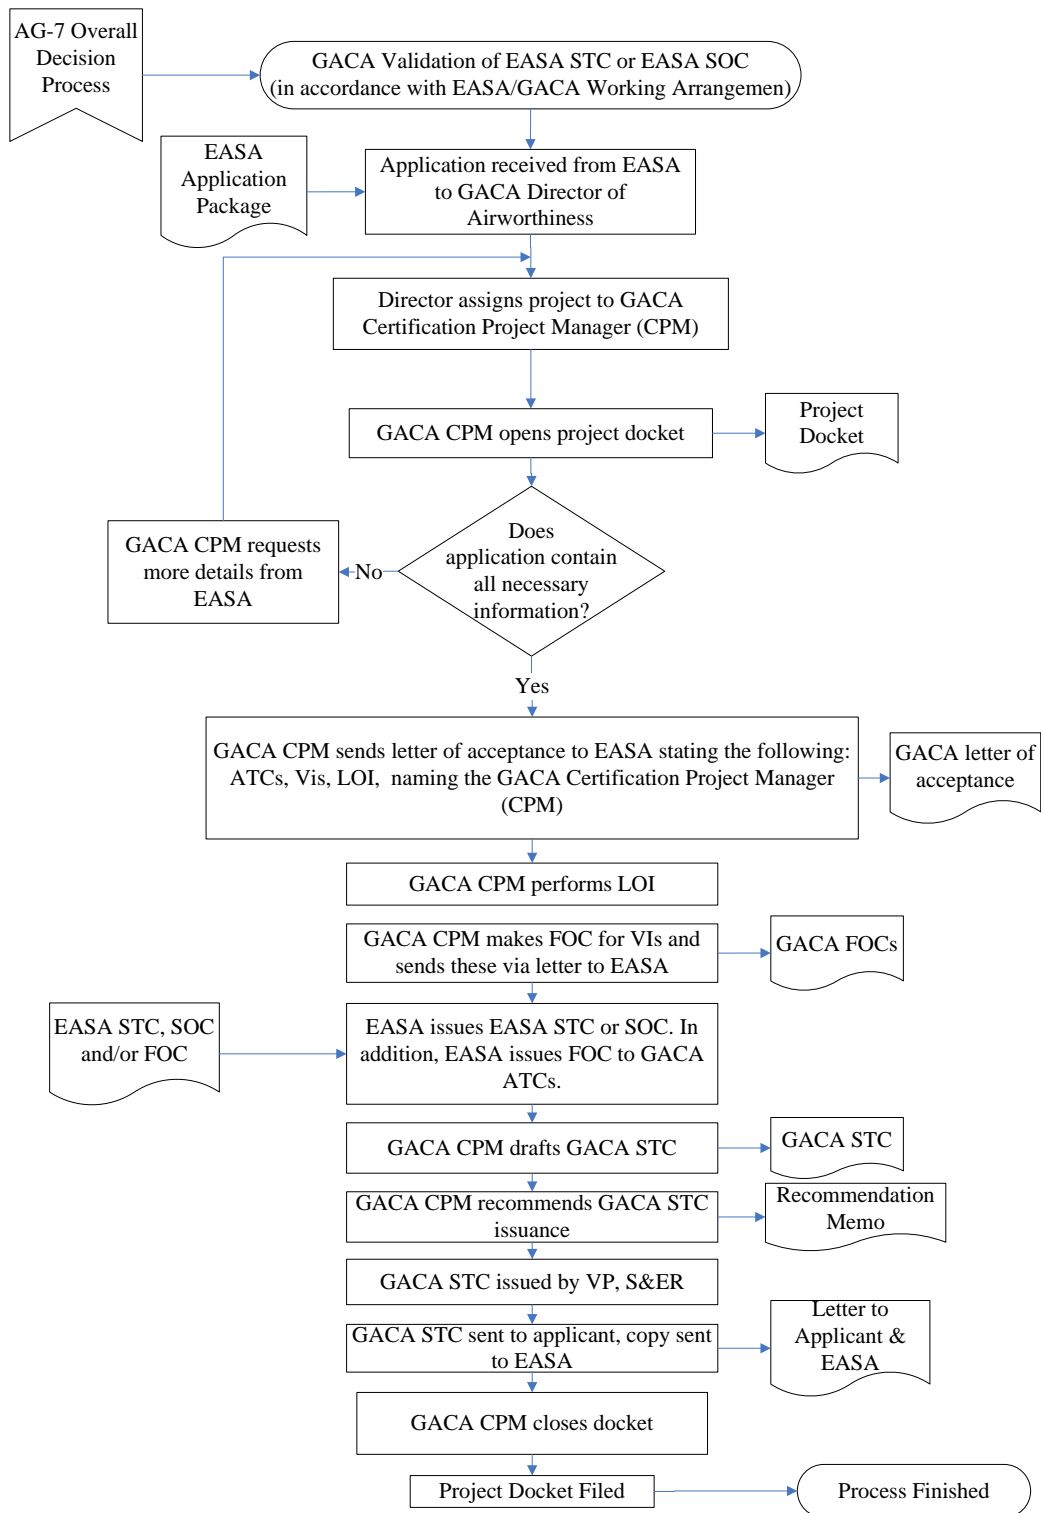 AG-7 Overall
Decision
Process
GACA Validation of EASA STC or EASA SOC
(in accordance with EASA/GACA Working Arrangemen)
EASA
Application
Package
Application received from EASA
to GACA Director of
Airworthiness
Director assigns project to GACA
Certification Project Manager (CPM)
GACA CPM opens project docket
Project
Docket
Does
application contain
all necessary
information?
No
GACA CPM requests
more details from
EASA
Yes
GACA CPM sends letter of acceptance to EASA stating the following:
ATCs, Vis, LOI,  naming the GACA Certification Project Manager
(CPM)
GACA letter of
acceptance
GACA CPM performs LOI
GACA CPM makes FOC for VIs and
sends these via letter to EASA
GACA FOCs
EASA STC, SOC
and/or FOC
EASA issues EASA STC or SOC. In
addition, EASA issues FOC to GACA
ATCs.
GACA CPM drafts GACA STC
GACA STC
GACA CPM recommends GACA STC
issuance
Recommendation
Memo
GACA STC issued by VP, S&ER
GACA STC sent to applicant, copy sent
to EASA
Letter to
Applicant &
EASA
GACA CPM closes docket
Project Docket Filed
Process Finished